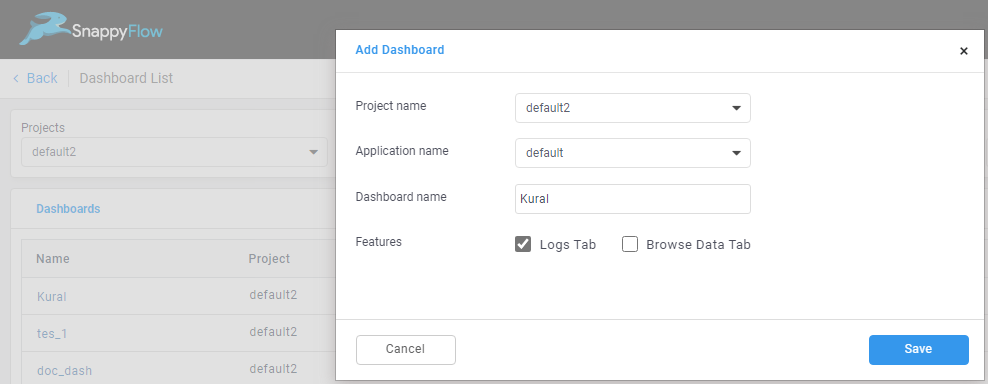 SnappyFlow
Add Dashboard
×
< Back | Dashboard List
Project name
default2
Projects
default2
Application name
default
Dashboard name
Kural
Dashboards
Features
Logs Tab
Browse Data Tab
Name
Project
Kural
default2
tes_1
default2
doc_dash
default2
Cancel
Save